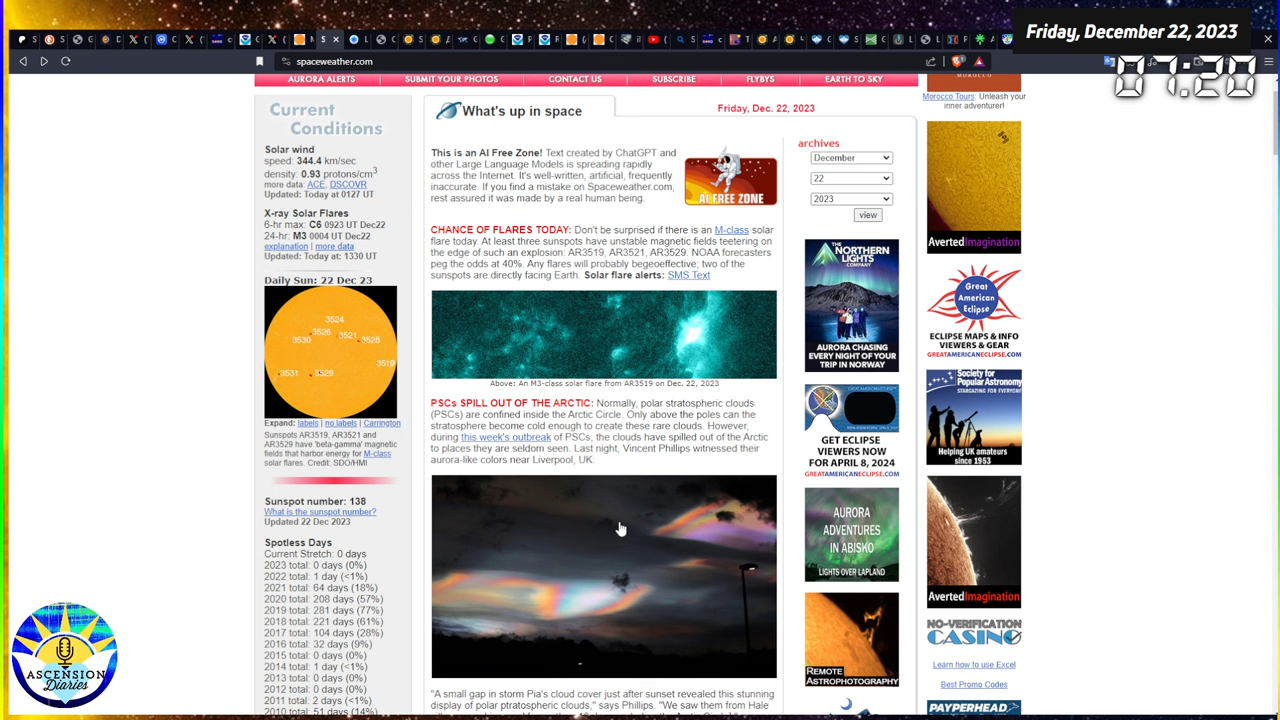 Friday, December 22, 2023
07:20
spaceweather.com
AURORA ALERTS
SUBMIT YOUR PHOTOS
CONTACT US
SUBSCRIBE
FLYBYS
EARTH TO SKY
Current
Conditions
Solar wind
speed: 344.4 km/sec
density: 0.93 protons/cm3
more data: ACE, DSCOVR
Updated: Today at 0127 UT
X-ray Solar Flares
6-hr max: C6 0923 UT Dec22
24-hr: M3 0004 UT Dec22
explanation | more data
Updated: Today at: 1330 UT
Daily Sun: 22 Dec 23
3524
3526
3530
3521
3528
3519
3531
3529
Expand: labels | no labels | Carrington
Sunspots AR3519, AR3521 and
AR3529 have 'beta-gamma' magnetic
fields that harbor energy for M-class
solar flares. Credit: SDO/HMI
Sunspot number: 138
What is the sunspot number?
Updated 22 Dec 2023
Spotless Days
Current Stretch: 0 days
2023 total: 0 days (0%)
2022 total: 1 day (<1%)
2021 total: 64 days (18%)
2020 total: 208 days (57%)
2019 total: 281 days (77%)
2018 total: 221 days (61%)
2017 total: 104 days (28%)
2016 total: 32 days (9%)
2015 total: 0 days (0%)
2014 total: 1 day (<1%)
2013 total: 0 days (0%)
2012 total: 0 days (0%)
2011 total: 2 days (<1%)
2010 total: 51 days (14%)
What's up in space
Friday, Dec. 22, 2023
This is an AI Free Zone! Text created by ChatGPT and
other Large Language Models is spreading rapidly
across the Internet. It's well-written, artificial, frequently
inaccurate. If you find a mistake on Spaceweather.com,
rest assured it was made by a real human being.
AI FREE ZONE
CHANCE OF FLARES TODAY: Don't be surprised if there is an M-class solar
flare today. At least three sunspots have unstable magnetic fields teetering on
the edge of such an explosion: AR3519, AR3521, AR3529. NOAA forecasters
peg the odds at 40%. Any flares will probably begeoeffective; two of the
sunspots are directly facing Earth. Solar flare alerts: SMS Text
Above: An M3-class solar flare from AR3519 on Dec. 22, 2023
PSCs SPILL OUT OF THE ARCTIC: Normally, polar stratospheric clouds
(PSCs) are confined inside the Arctic Circle. Only above the poles can the
stratosphere become cold enough to create these rare clouds. However,
during this week's outbreak of PSCs, the clouds have spilled out of the Arctic
to places they are seldom seen. Last night, Vincent Phillips witnessed their
aurora-like colors near Liverpool, UK:
"A small gap in storm Pia's cloud cover just after sunset revealed this stunning
display of polar ptratospheric clouds," says Phillips. "We saw them from Hale
archives
December
22
2023
view
THE
NORTHERN
LIGHTS
COMPANY
AURORA CHASING
EVERY NIGHT OF YOUR
TRIP IN NORWAY
GET ECLIPSE
VIEWERS NOW
FOR APRIL 8, 2024
GREATAMERICANECLIPSE.COM
AURORA
ADVENTURES
IN ABISKO
LIGHTS OVER LAPLAND
REMOTE
ASTROPHOTOGRAPHY
MOROCCO
Morocco Tours: Unleash your
inner adventurer!
AvertedImagination
Great
American
Eclipse
ECLIPSE MAPS & INFO
VIEWERS & GEAR
GREATAMERICANECLIPSE.COM
Society for
Popular Astronomy
STARGAZING FOR EVERYONE
Helping UK amateurs
since 1953
AvertedImagination
NO-VERIFICATION
CASINO
Learn how to use Excel
Best Promo Codes
PAYPERHEAD
ASCENSION
DIARIES